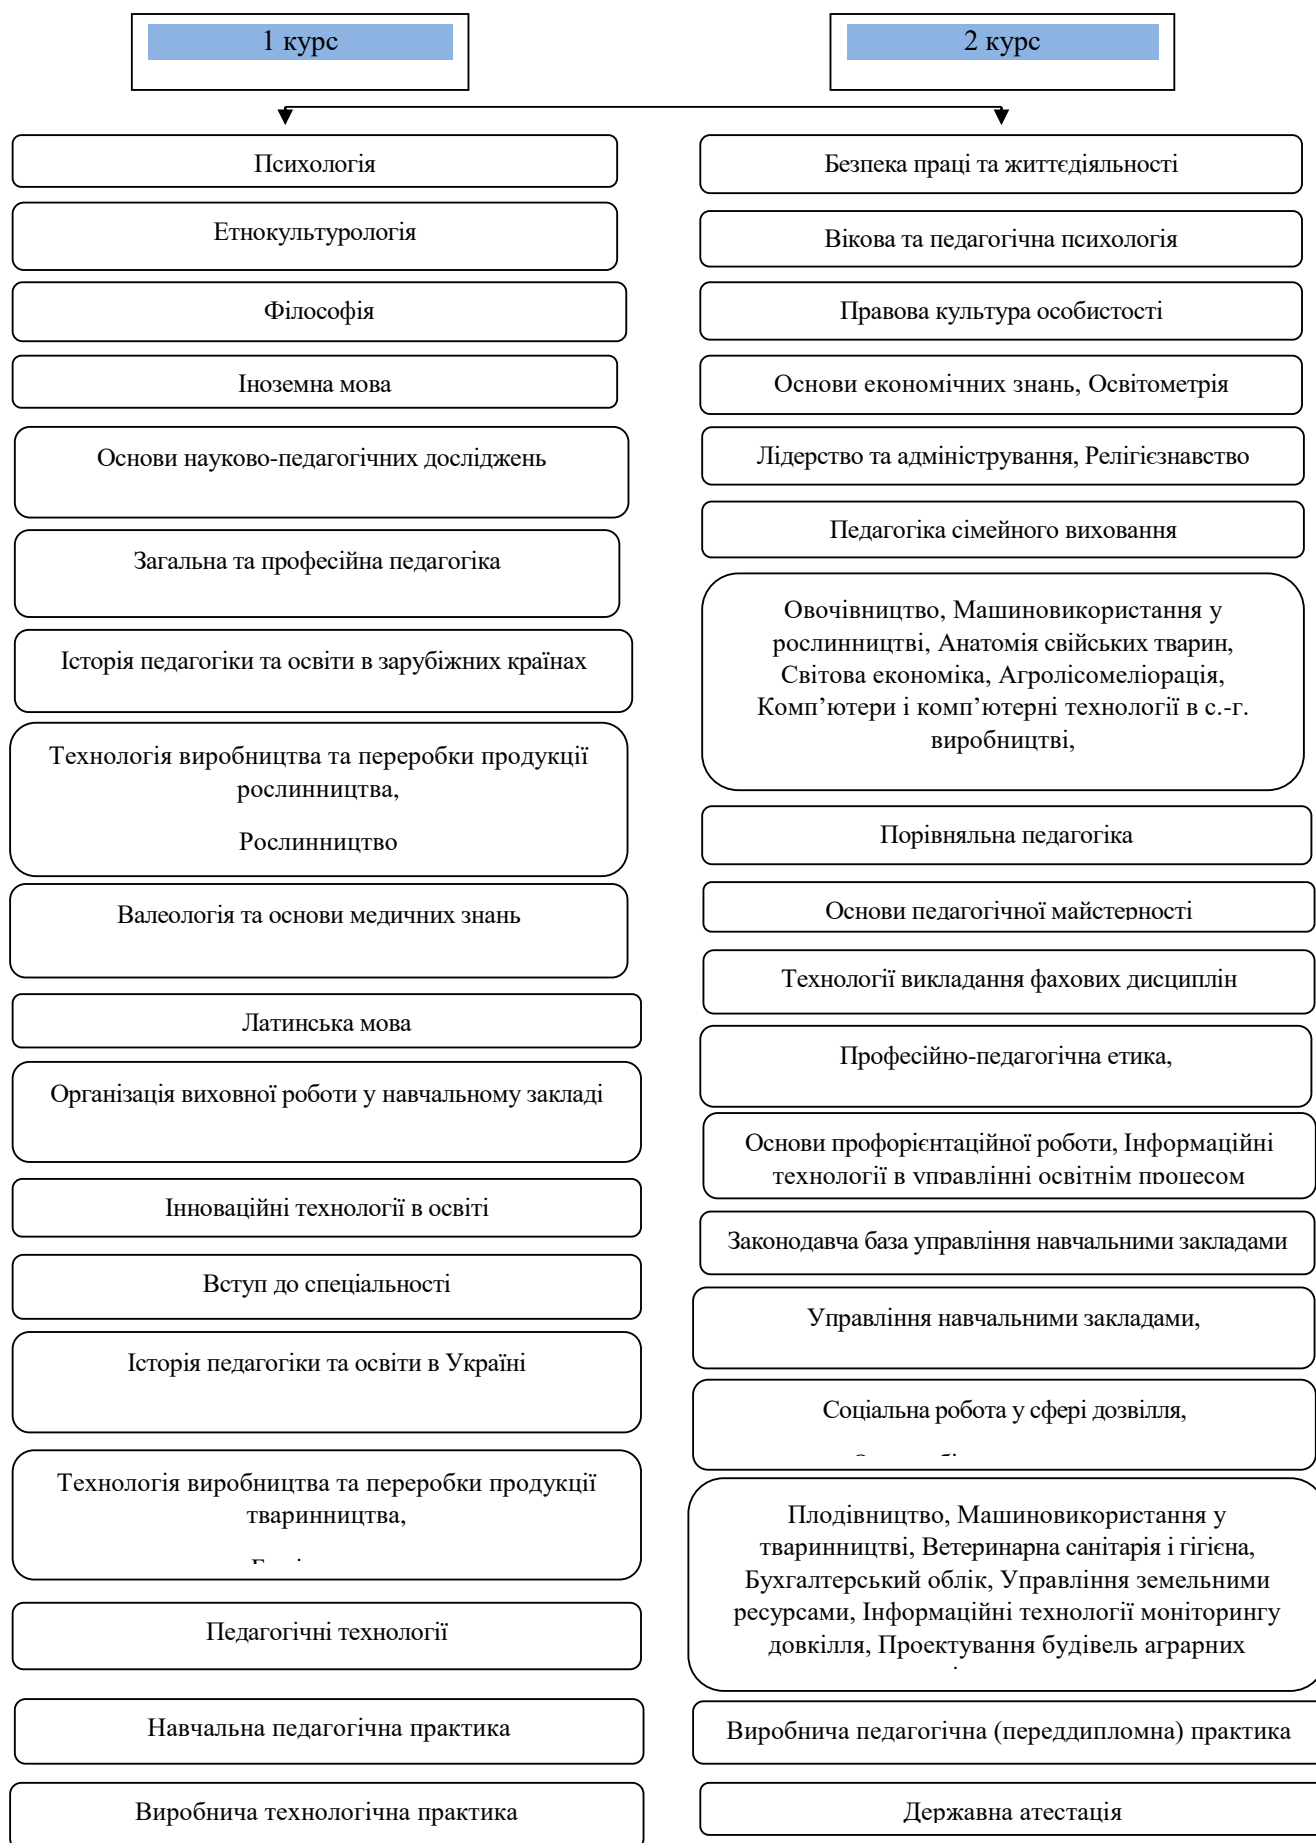 1 курс
2 курс
Психологія
Етнокультурологія
Філософія
Іноземна мова
Основи науково-педагогічних досліджень
Загальна та професійна педагогіка
Історія педагогіки та освіти в зарубіжних країнах
Технологія виробництва та переробки продукції
рослинництва,
Рослинництво
Валеологія та основи медичних знань
Латинська мова
Організація виховної роботи у навчальному закладі
Інноваційні технології в освіті
Вступ до спеціальності
Історія педагогіки та освіти в Україні
Технологія виробництва та переробки продукції
тваринництва,
Педагогічні технології
Навчальна педагогічна практика
Виробнича технологічна практика
Безпека праці та життєдіяльності
Вікова та педагогічна психологія
Правова культура особистості
Основи економічних знань, Освітометрія
Лідерство та адміністрування, Релігієзнавство
Педагогіка сімейного виховання
Овочівництво, Машиновикористання у
рослинництві, Анатомія свійських тварин,
Світова економіка, Агролісомеліорація,
Комп’ютери і комп’ютерні технології в с.-г.
виробництві,
Порівняльна педагогіка
Основи педагогічної майстерності
Технології викладання фахових дисциплін
Професійно-педагогічна етика,
Основи профорієнтаційної роботи, Інформаційні
технології в управлінні освітнім процесом
Законодавча база управління навчальними закладами
Управління навчальними закладами,
Соціальна робота у сфері дозвілля,
Плодівництво, Машиновикористання у
тваринництві, Ветеринарна санітарія і гігієна,
Бухгалтерський облік, Управління земельними
ресурсами, Інформаційні технології моніторингу
довкілля, Проектування будівель аграрних
Виробнича педагогічна (переддипломна) практика
Державна атестація